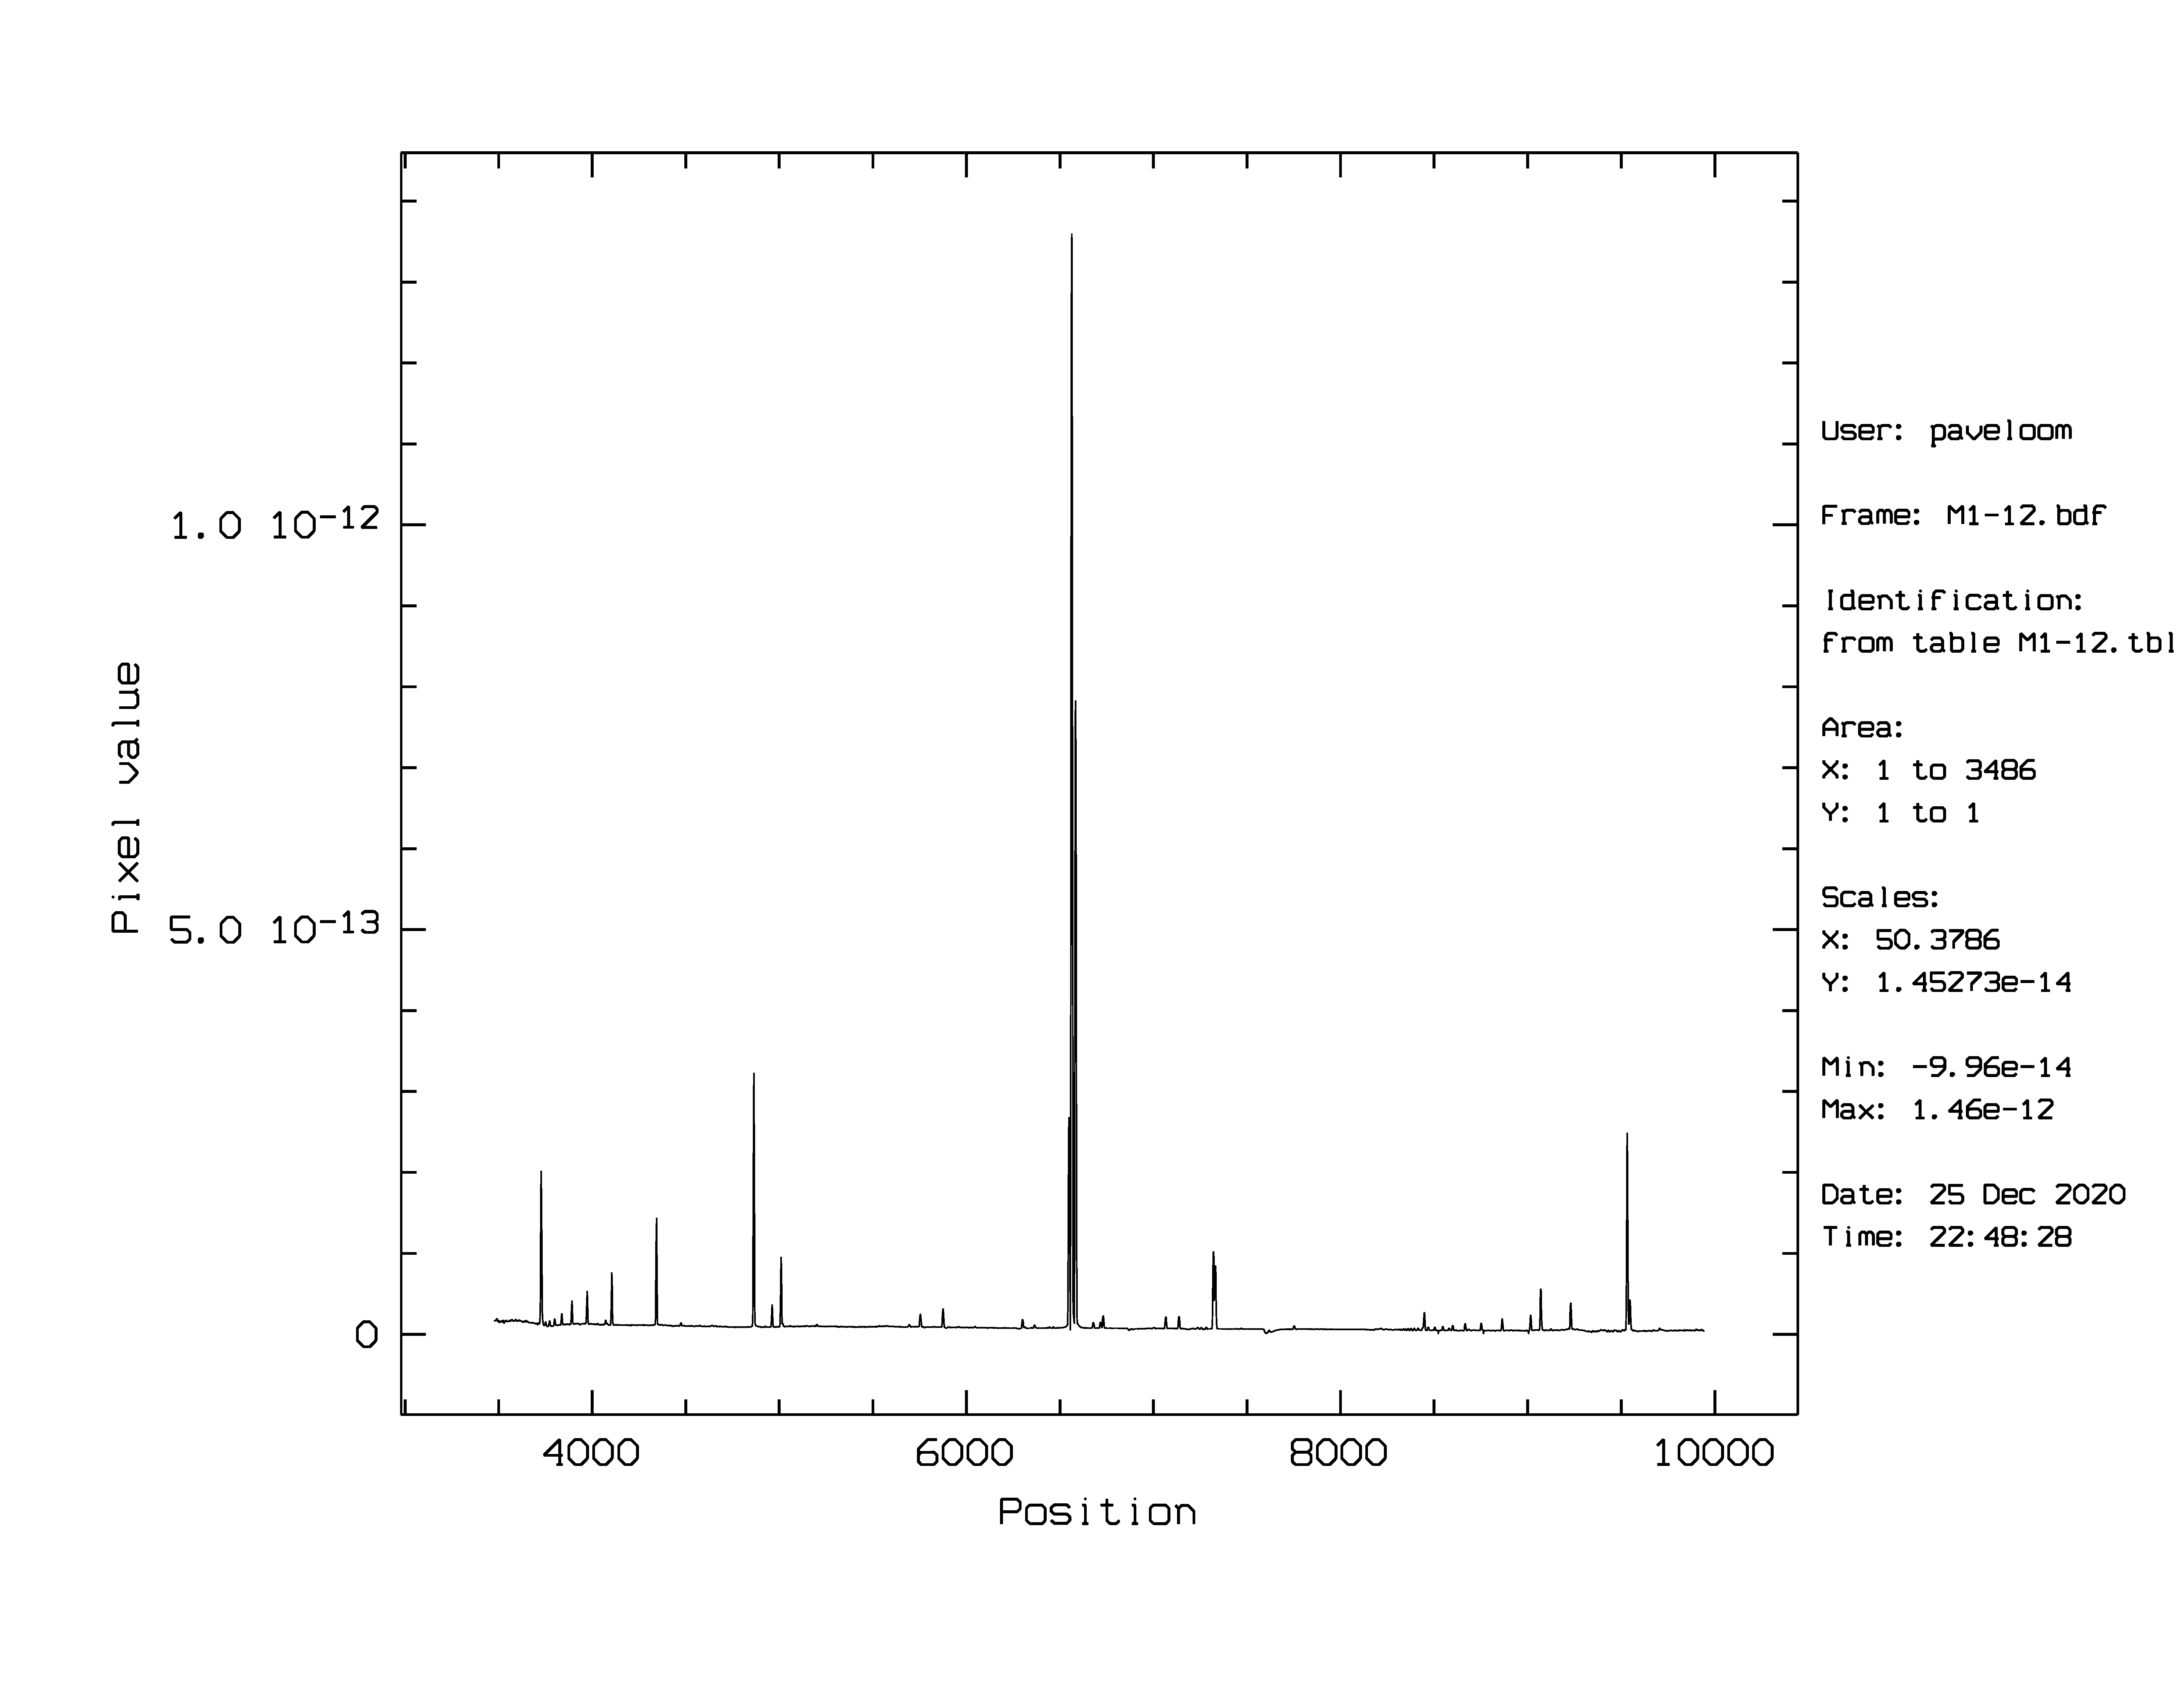 1.0 10-12
5.0 10-13
0
Pixel value
4000 6000 8000 10000
Position
User: paveloom
Frame: M1-12.bdf
Identification:
from table M1-12.tbl
Area:
X: 1 to 3486
Y: 1 to 1
Scales:
X: 50.3786
Y: 1.45273e-14
Min: -9.96e-14
Max: 1.46e-12
Date: 25 Dec 2020
Time: 22:48:28